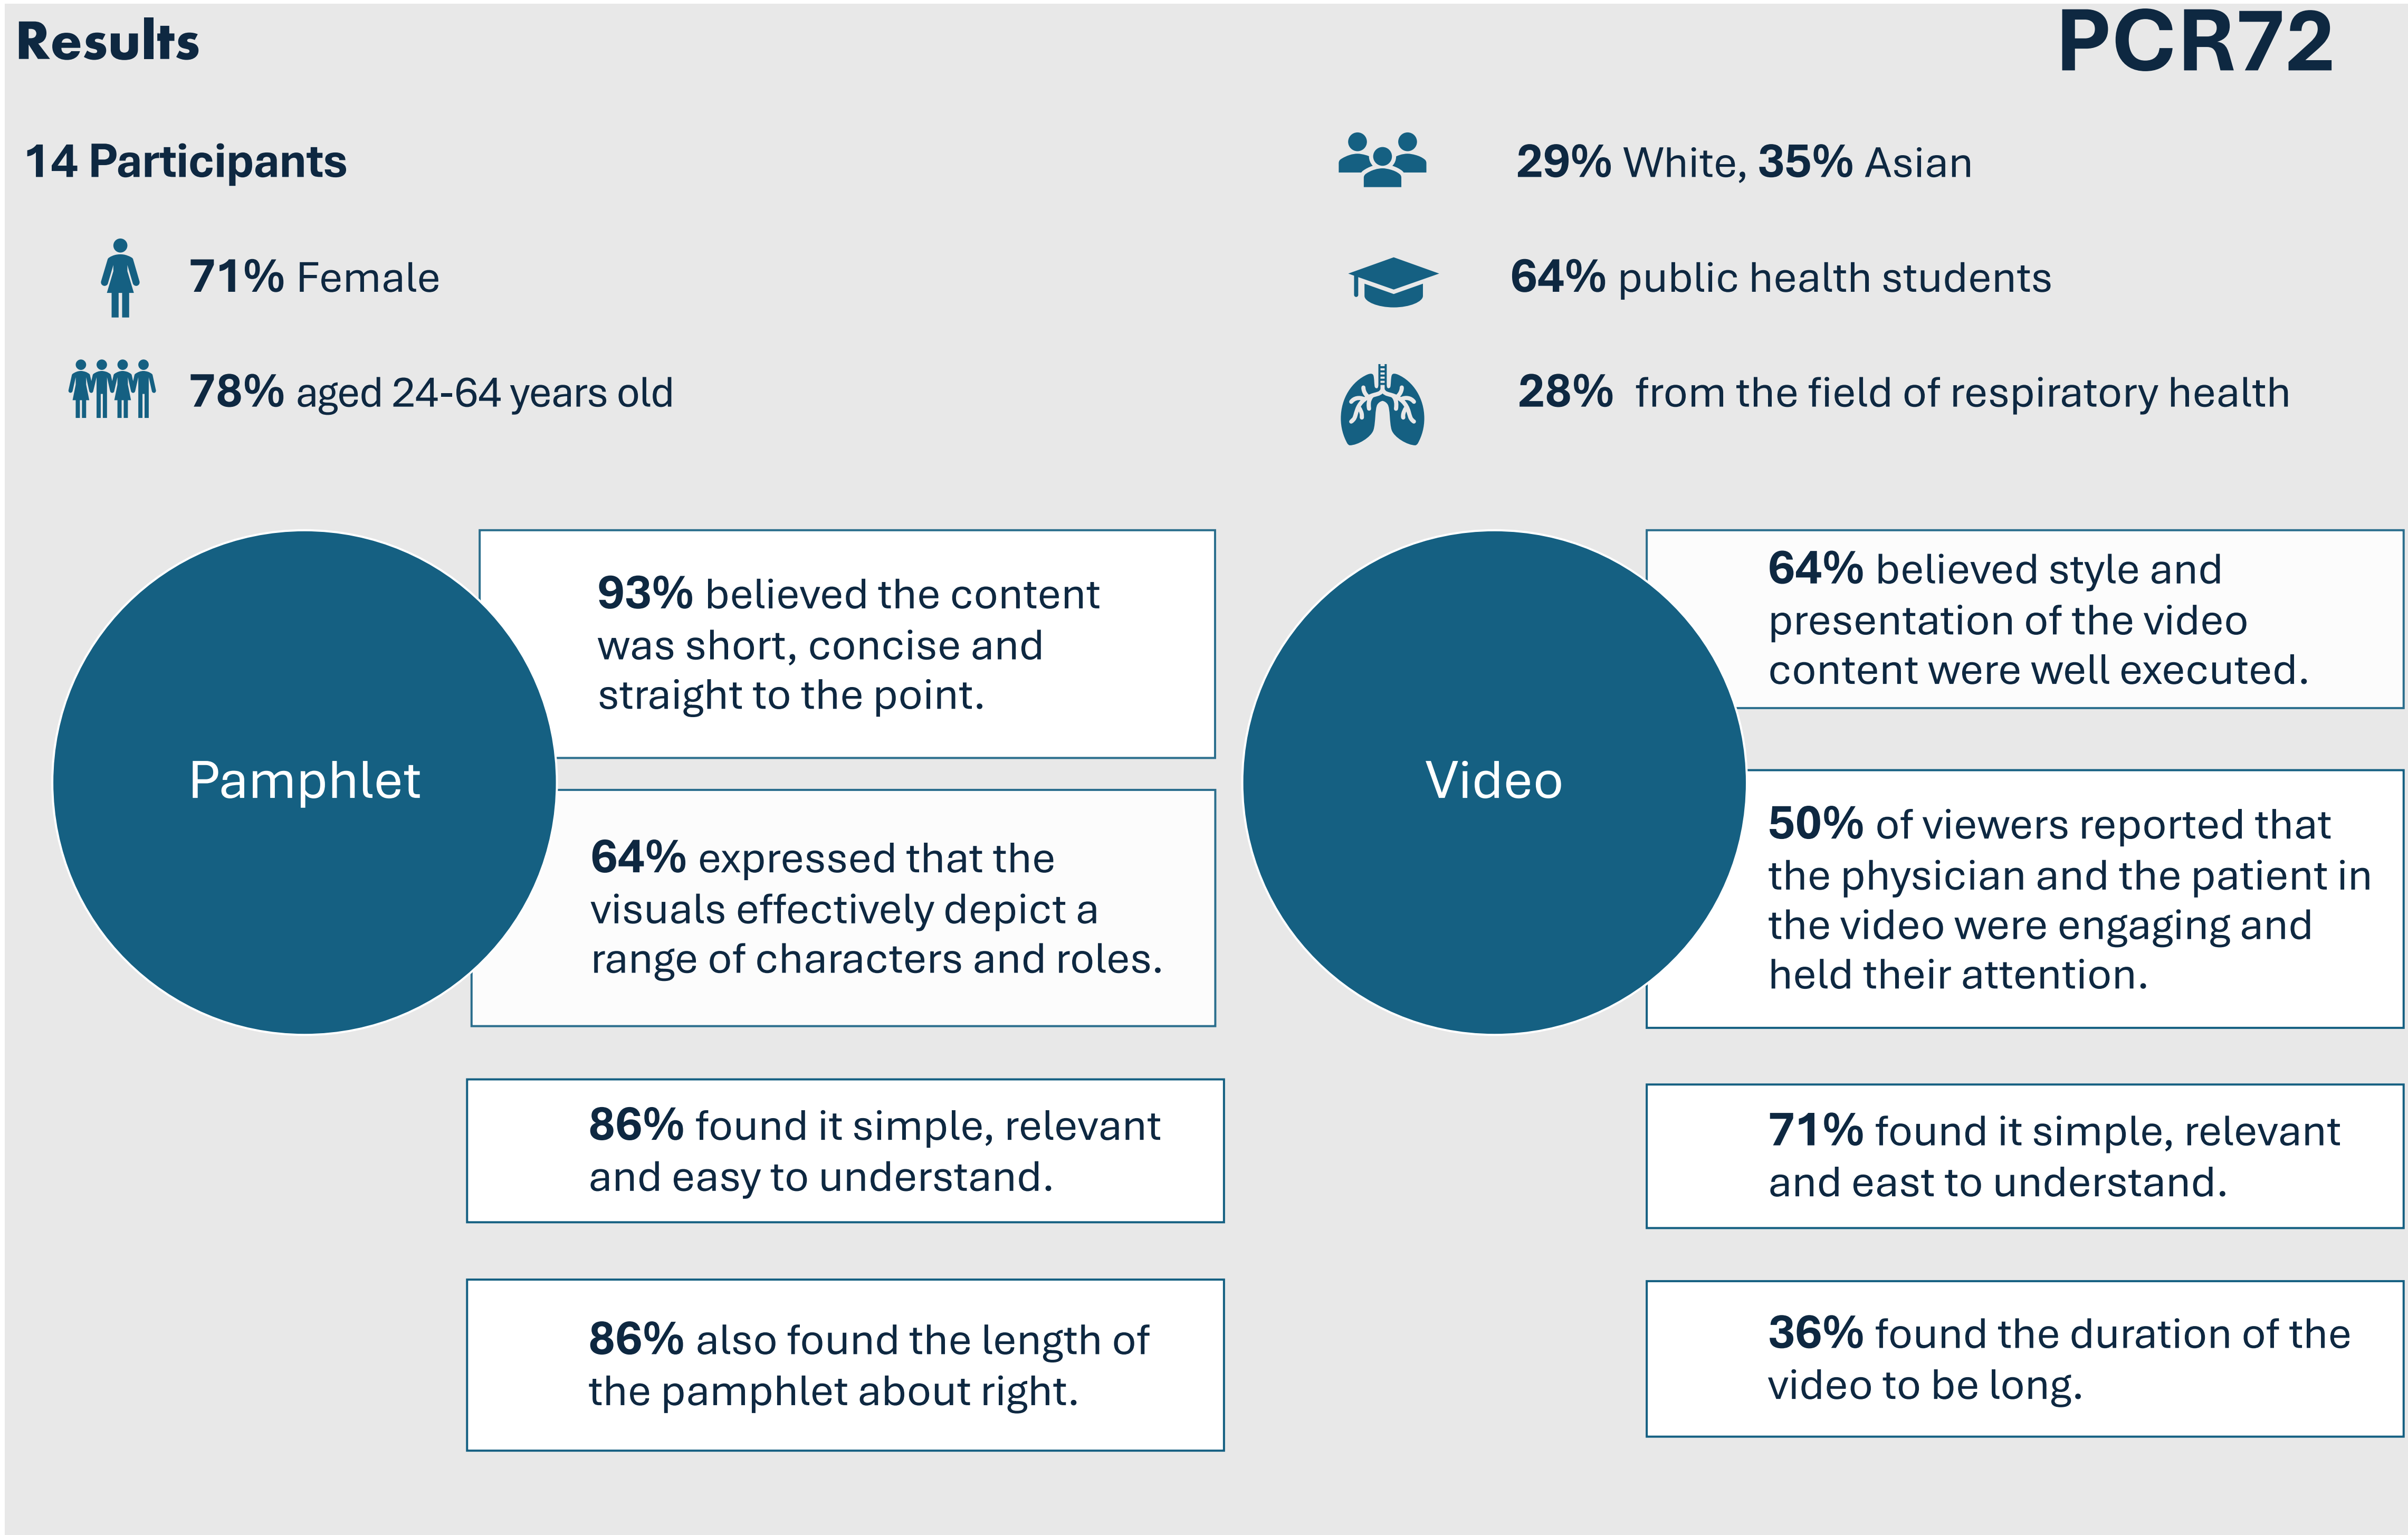 Results
PCR72
14 Participants
71% Female
78% aged 24-64 years old
29% White, 35% Asian
64% public health students
28% from the field of respiratory health
Pamphlet
93% believed the content
was short, concise and
straight to the point.
64% expressed that the
visuals effectively depict a
range of characters and roles.
86% found it simple, relevant
and easy to understand.
86% also found the length of
the pamphlet about right.
Video
64% believed style and
presentation of the video
content were well executed.
50% of viewers reported that
the physician and the patient in
the video were engaging and
held their attention.
71% found it simple, relevant
and east to understand.
36% found the duration of the
video to be long.